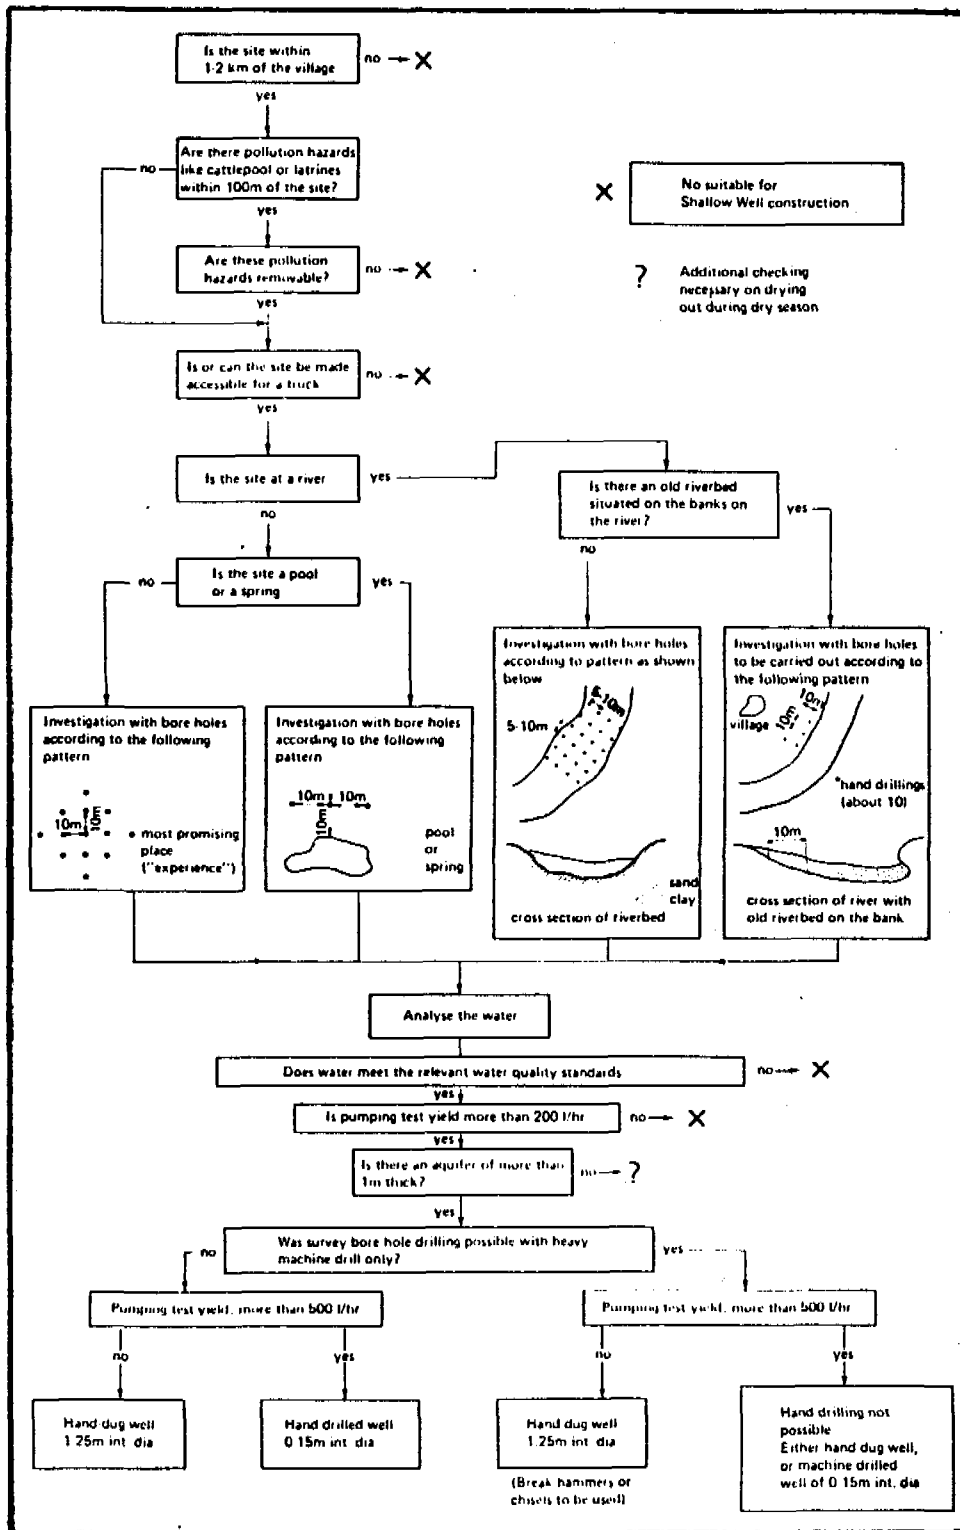 Is the site within
1-2 km of the village
no
X
yes
Are there pollution hazards
like cattlepool or latrines
within 100m of the site?
no
yes
X
No suitable for
Shallow Well construction
Are these pollution
hazards removable?
no
X
yes
?
Additional checking
necessary on drying
out during dry season
Is or can the site be made
accessible for a truck
no
X
yes
Is the site at a river
yes
no
Is there an old riverbed
situated on the banks on
the river?
yes
no
Is the site a pool
or a spring
no
yes
Investigation with bore holes
according to the following
pattern
10m
10m
most promising
place
("experience")
Investigation with bore holes
according to the following
pattern
10m
10m
10m
pool
or
spring
Investigation with bore holes
according to pattern as shown
below
5-10m
5-10m
sand
clay
cross section of riverbed
Investigation with bore holes
to be carried out according to
the following pattern
village
10m
10m
hand drillings
(about 10)
10m
cross section of river with
old riverbed on the bank
Analyse the water
Does water meet the relevant water quality standards
no
X
yes
Is pumping test yield more than 200 l/hr
no
X
yes
Is there an aquifer of more than
1m thick?
no
?
yes
Was survey bore hole drilling possible with heavy
machine drill only?
no
yes
Pumping test yield, more than 500 l/hr
no
yes
Hand dug well
1.25m int dia
Hand drilled well
0.15m int dia
Pumping test yield, more than 500 l/hr
no
yes
Hand dug well
1.25m int dia
(Break hammers or
chisels to be used)
Hand drilling not
possible
Either hand dug well,
or machine drilled
well of 0.15m int. dia